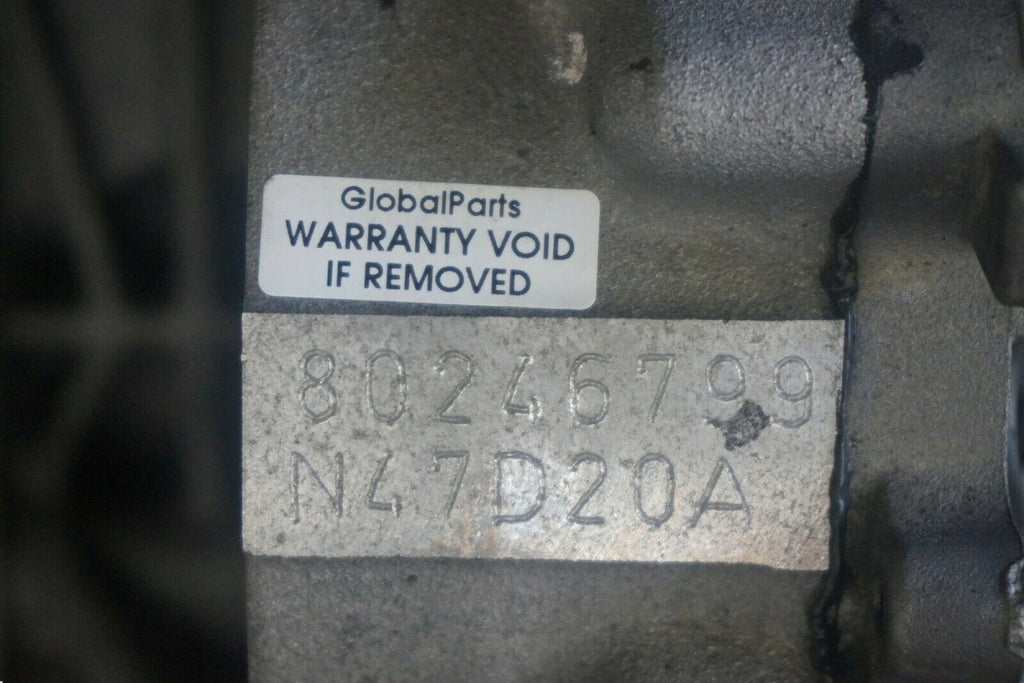 GlobalParts
WARRANTY VOID
IF REMOVED
80246799
N47D20A